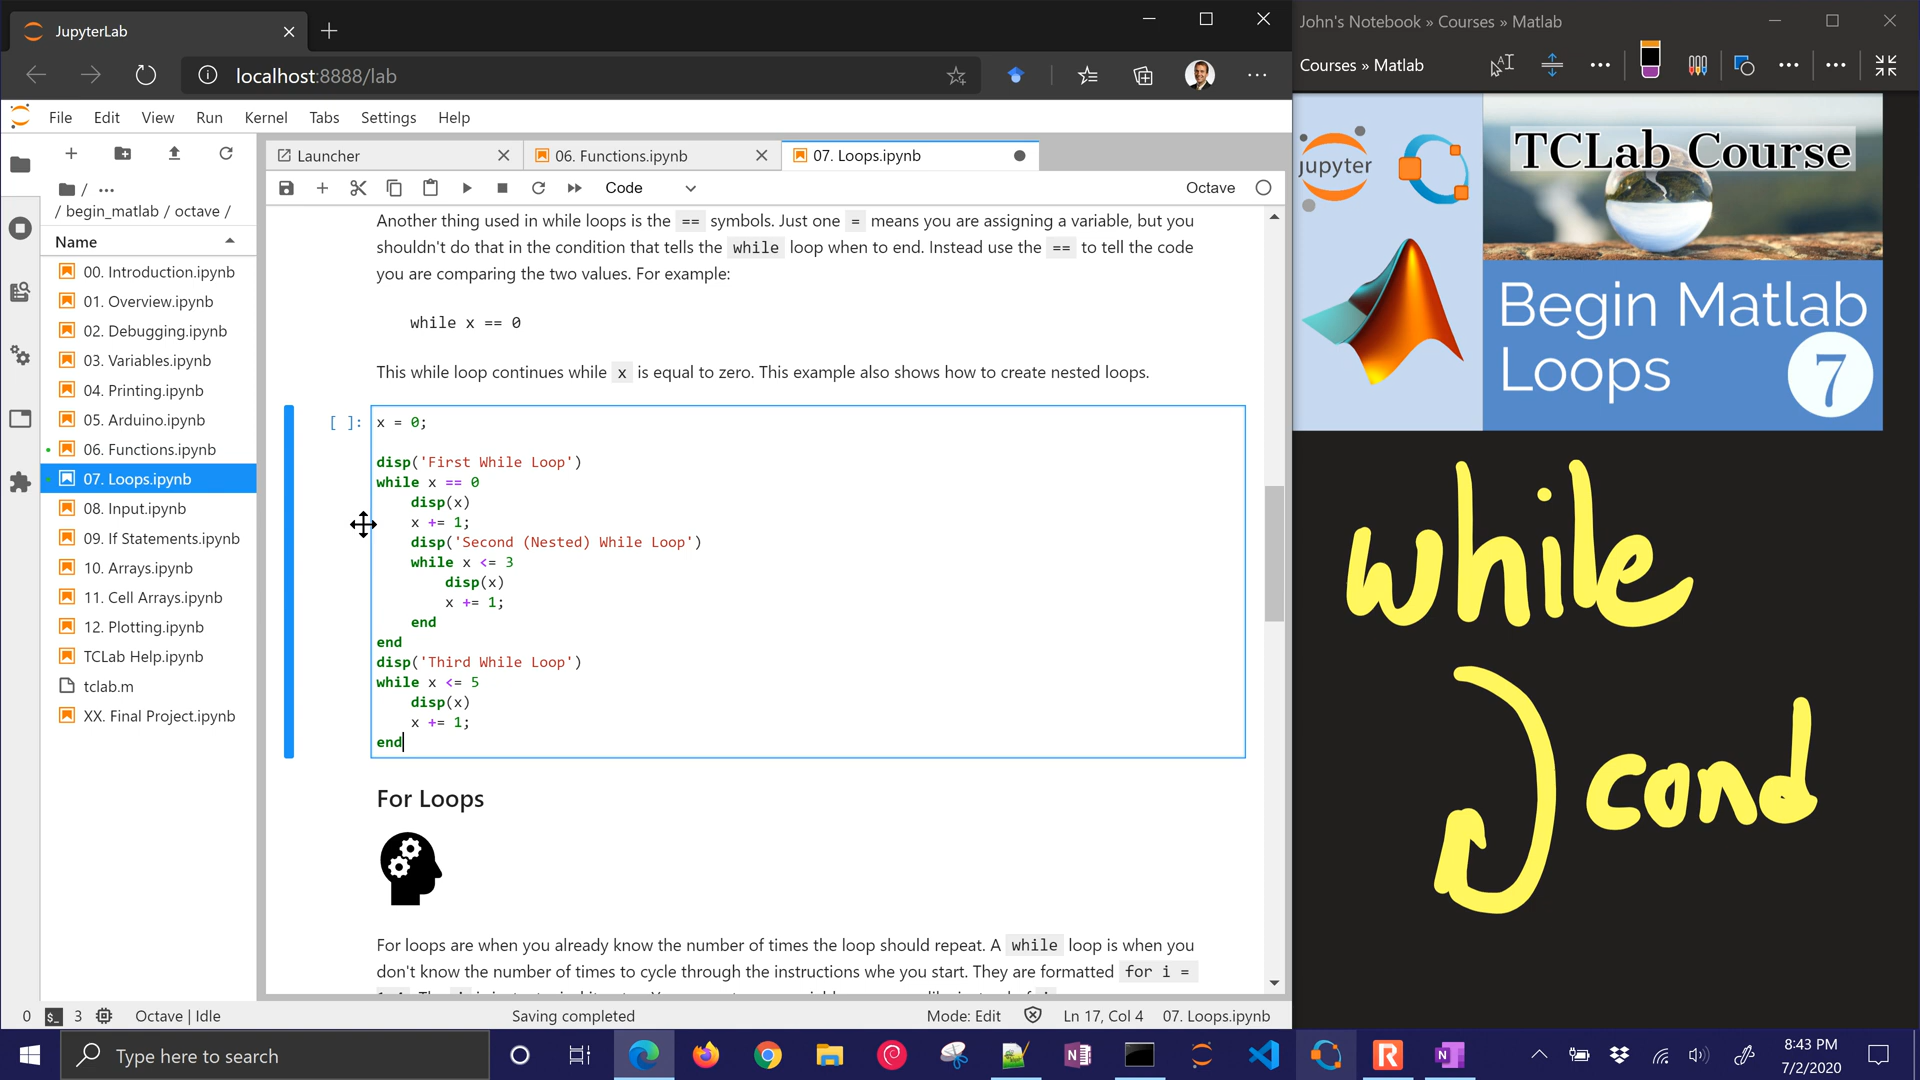 JupyterLab
localhost:8888/lab
File Edit View Run Kernel Tabs Settings Help
/ ...
/ begin_matlab / octave /
Name
00. Introduction.ipynb
01. Overview.ipynb
02. Debugging.ipynb
03. Variables.ipynb
04. Printing.ipynb
05. Arduino.ipynb
06. Functions.ipynb
07. Loops.ipynb
08. Input.ipynb
09. If Statements.ipynb
10. Arrays.ipynb
11. Cell Arrays.ipynb
12. Plotting.ipynb
TCLab Help.ipynb
tclab.m
XX. Final Project.ipynb
Launcher 06. Functions.ipynb 07. Loops.ipynb
Code Octave
Another thing used in while loops is the == symbols. Just one = means you are assigning a variable, but you
shouldn't do that in the condition that tells the while loop when to end. Instead use the == to tell the code
you are comparing the two values. For example:
while x == 0
This while loop continues while x is equal to zero. This example also shows how to create nested loops.
[ ]: x = 0;
disp('First While Loop')
while x == 0
disp(x)
x += 1;
disp('Second (Nested) While Loop')
while x <= 3
disp(x)
x += 1;
end
end
disp('Third While Loop')
while x <= 5
disp(x)
x += 1;
end
For Loops
For loops are when you already know the number of times the loop should repeat. A while loop is when you
don't know the number of times to cycle through the instructions whe you start. They are formatted for i =
0 3 Octave | Idle Saving completed Mode: Edit Ln 17, Col 4 07. Loops.ipynb
John's Notebook » Courses » Matlab
Courses » Matlab
jupyter
TCLab Course
Begin Matlab
Loops 7
while
cond
Type here to search
8:43 PM
7/2/2020